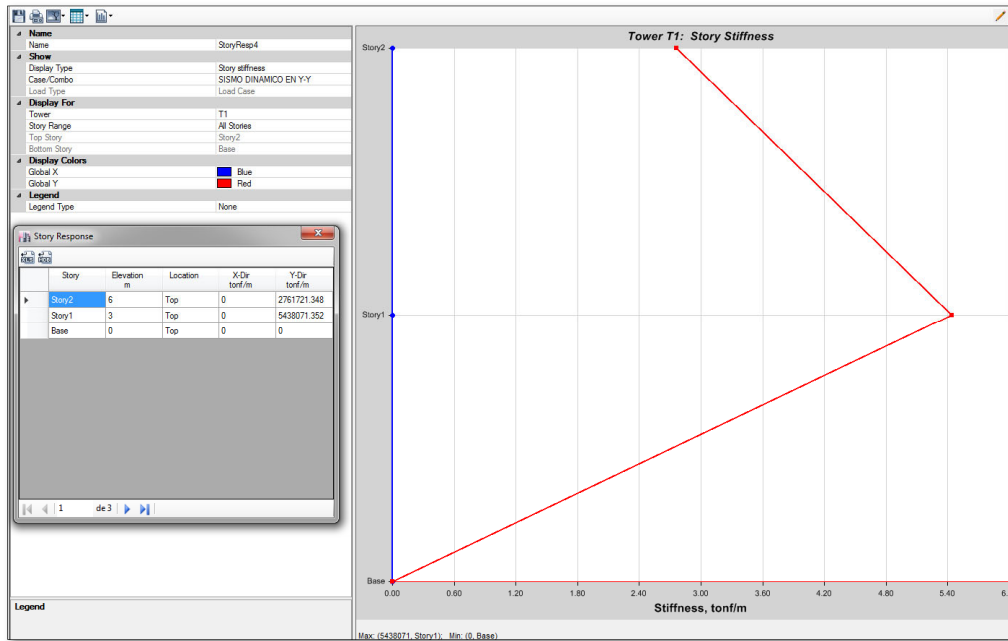 Name
Name StoryResp4
Show
Display Type Story stiffness
Case/Combo SISMO DINAMICO EN Y-Y
Load Type Load Case
Display For
Tower T1
Story Range All Stories
Top Story Story2
Bottom Story Base
Display Colors
Global X Blue
Global Y Red
Legend
Legend Type None
Story Response
Story Elevation Location X-Dir Y-Dir
m tonf/m tonf/m
Story2 6 Top 0 2761721.348
Story1 3 Top 0 5438071.352
Base 0 Top 0 0
1 de 3
Legend
Tower T1: Story Stiffness
Story2
Story1
Base
0.00 0.60 1.20 1.80 2.40 3.00 3.60 4.20 4.80 5.40 6.
Stiffness, tonf/m
Max: (5438071, Story1); Min: (0, Base)